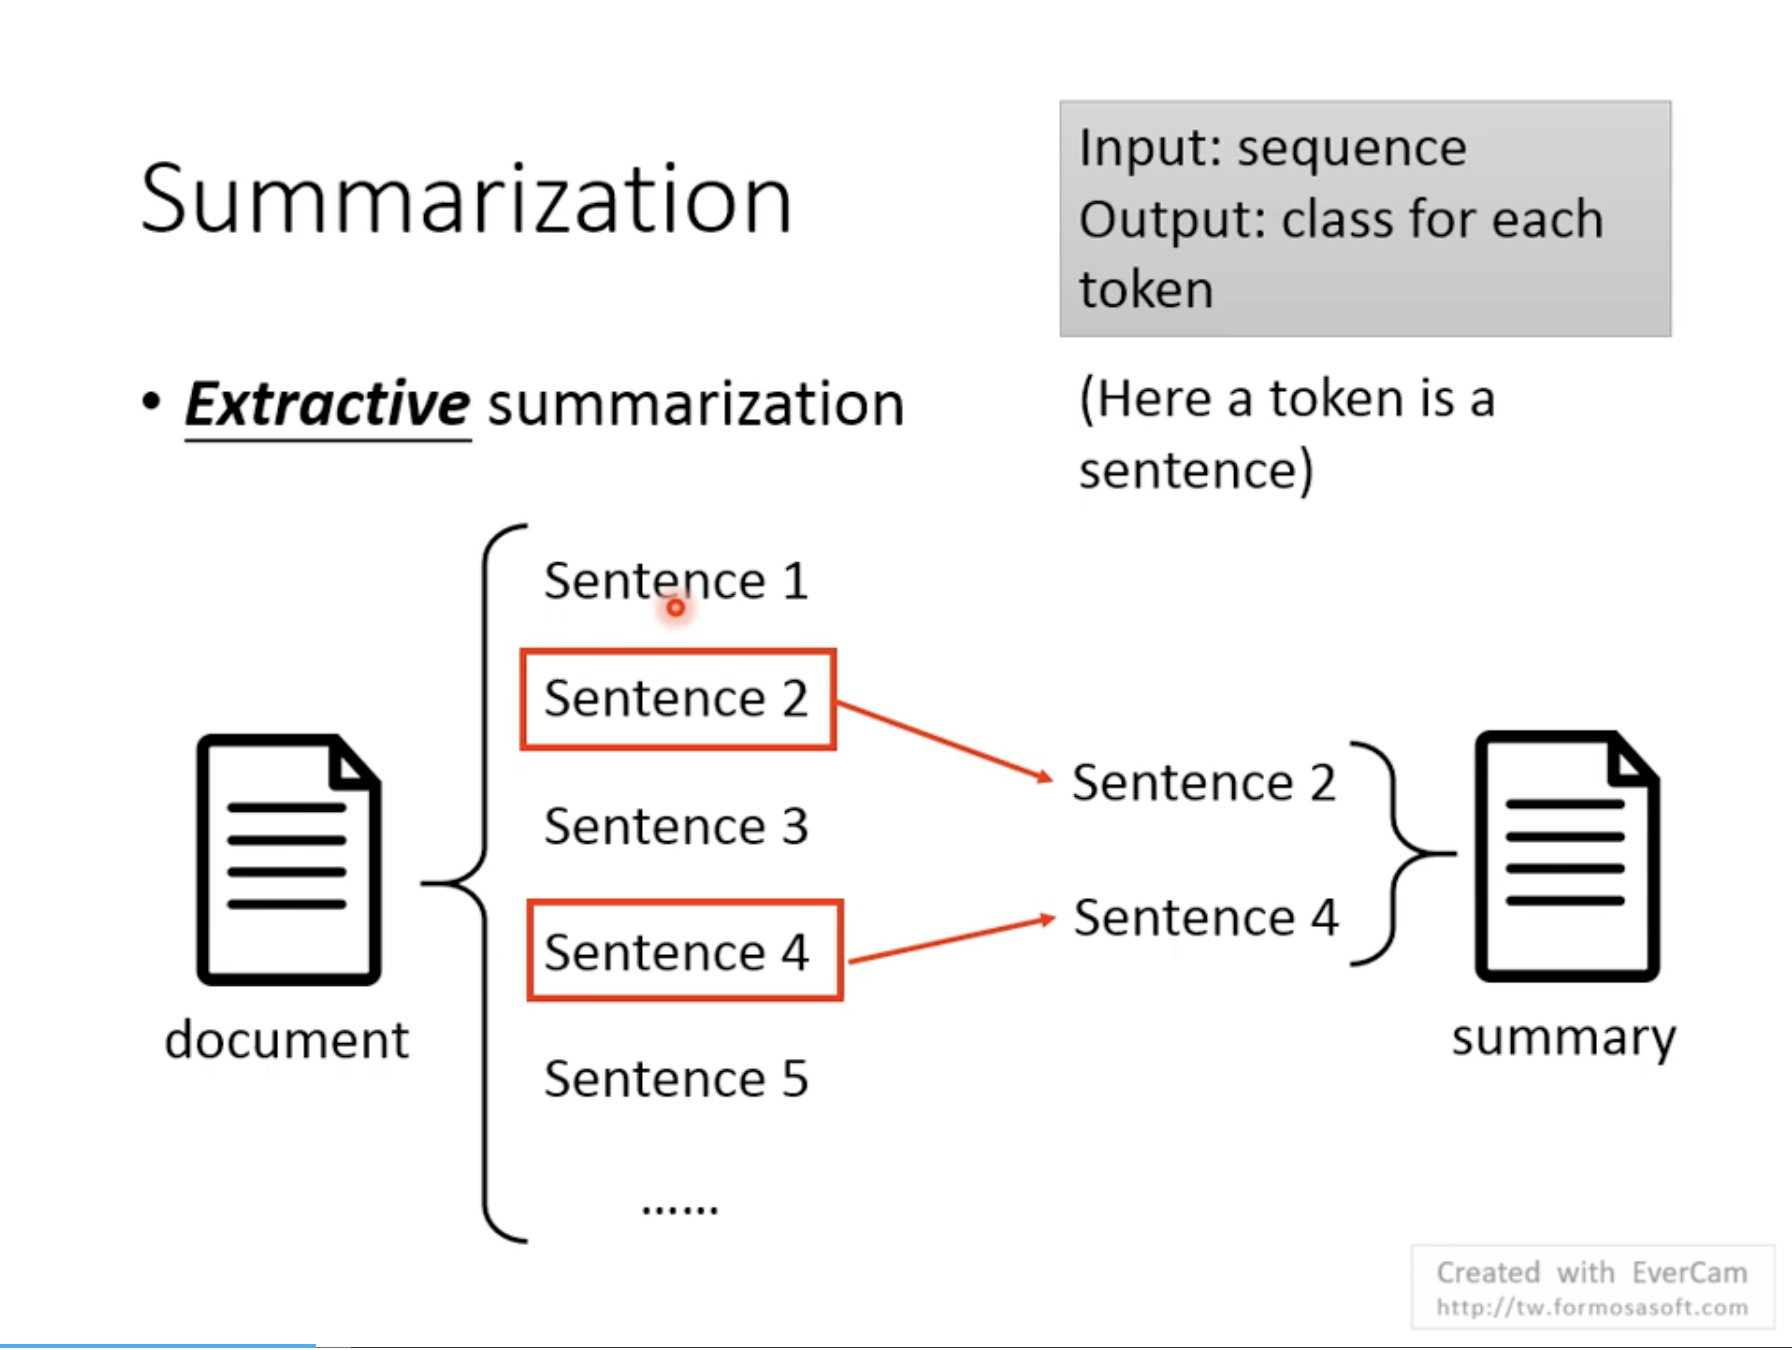 Summarization
Input: sequence
Output: class for each
token
• Extractive summarization
(Here a token is a
sentence)
Sentence 1
Sentence 2
Sentence 3
Sentence 4
Sentence 5
......
Sentence 2
Sentence 4
document
summary
Created with EverCam
http://tw.formosasoft.com